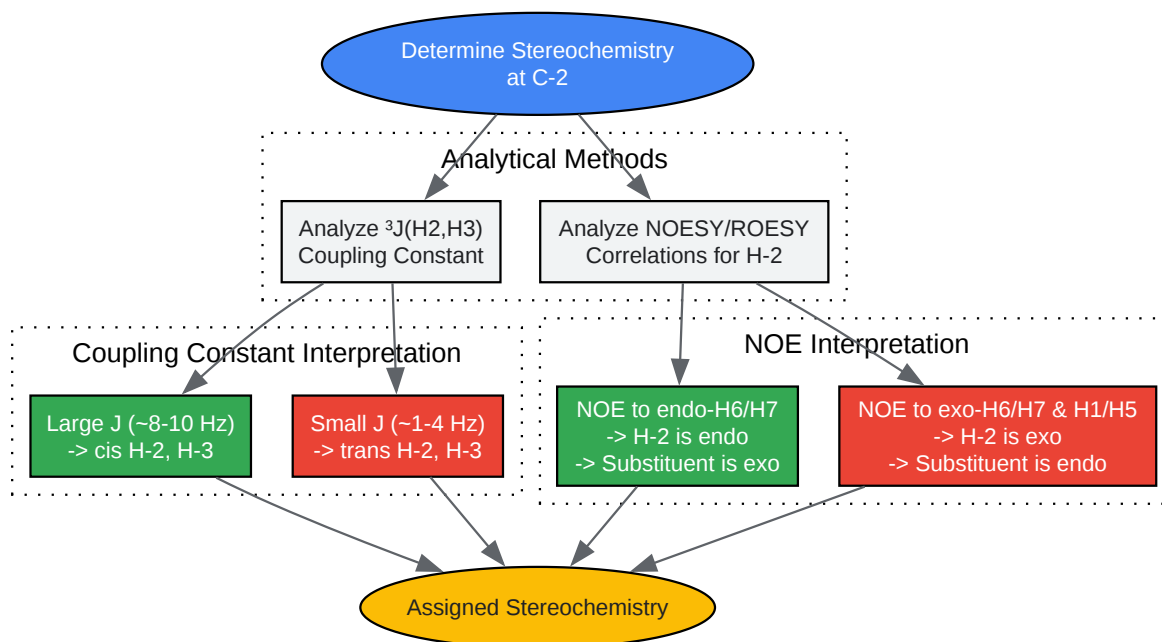 Determine Stereochemistry
at C-2
Analytical Methods
Analyze ³J(H2,H3)
Coupling Constant
Analyze NOESY/ROESY
Correlations for H-2
Coupling Constant Interpretation
Large J (~8-10 Hz)
-> cis H-2, H-3
Small J (~1-4 Hz)
-> trans H-2, H-3
NOE Interpretation
NOE to endo-H6/H7
-> H-2 is endo
-> Substituent is exo
NOE to exo-H6/H7 & H1/H5
-> H-2 is exo
-> Substituent is endo
Assigned Stereochemistry